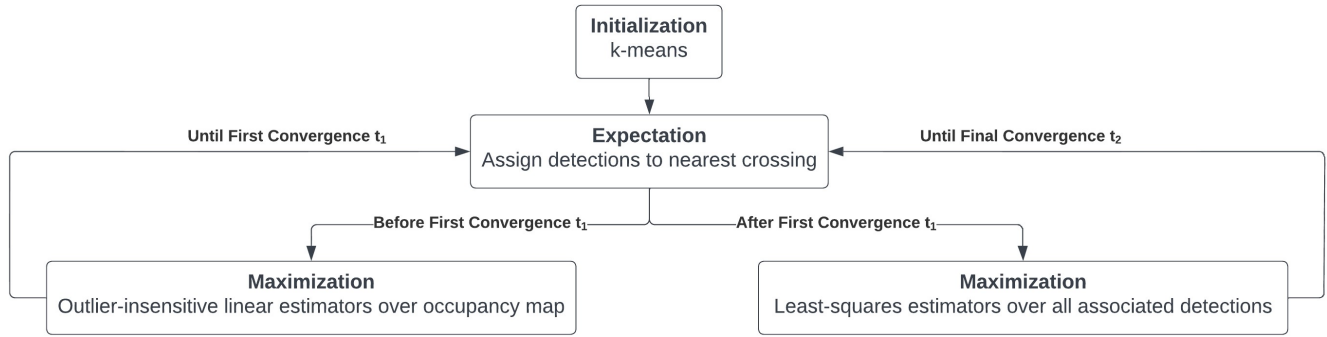 Initialization
k-means
Until First Convergence t₁
Expectation
Until Final Convergence t₂
Assign detections to nearest crossing
Before First Convergence t₁
After First Convergence t₁
Maximization
Outlier-insensitive linear estimators over occupancy map
Maximization
Least-squares estimators over all associated detections